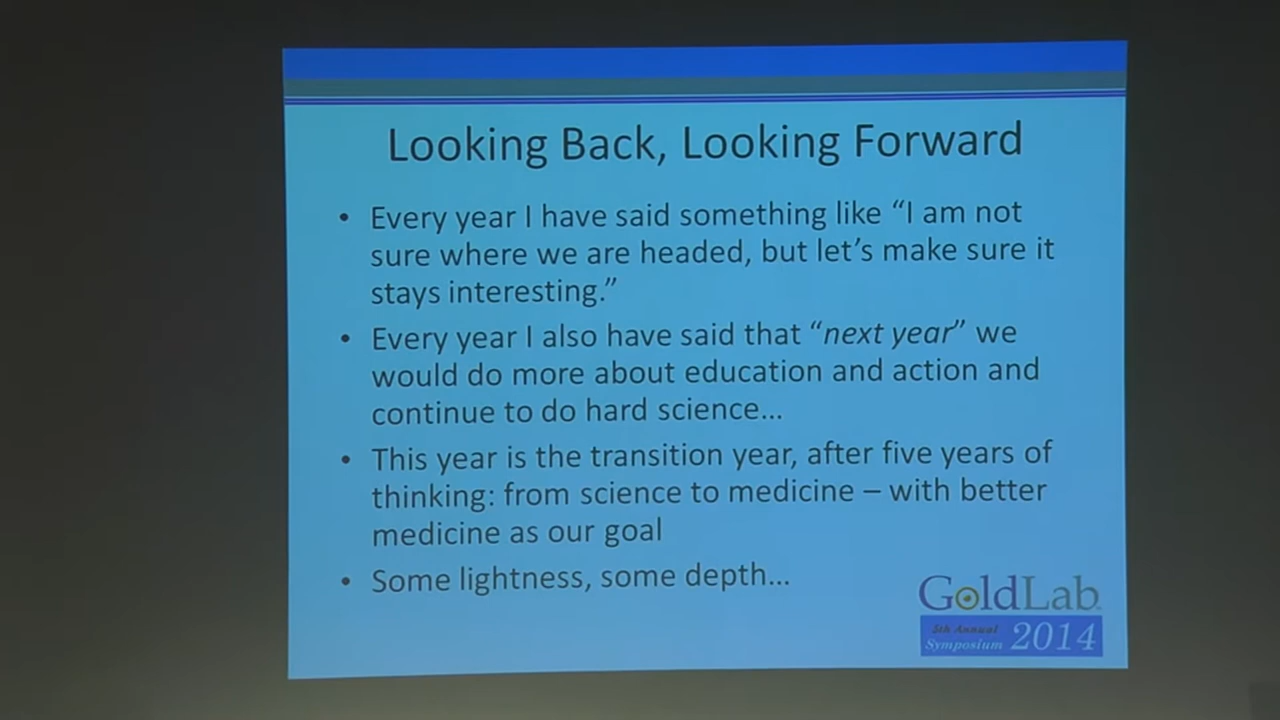 Looking Back, Looking Forward
• Every year I have said something like “I am not
sure where we are headed, but let’s make sure it
stays interesting.”
• Every year I also have said that “next year” we
would do more about education and action and
continue to do hard science…
• This year is the transition year, after five years of
thinking: from science to medicine – with better
medicine as our goal
• Some lightness, some depth…
GoldLab
5th Annual
Symposium 2014